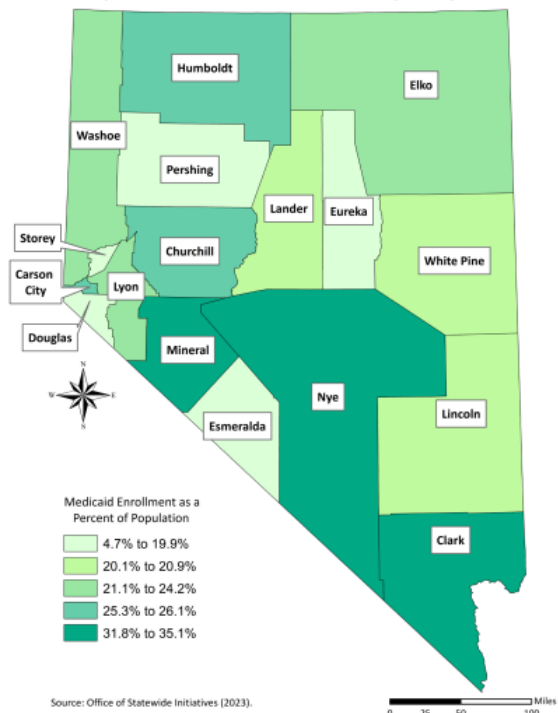 Humboldt
Elko
Washoe
Pershing
Lander
Eureka
Storey
Churchill
White Pine
Carson
City
Lyon
Douglas
Mineral
N
W
E
S
Nye
Lincoln
Esmeralda
Medicaid Enrollment as a
Percent of Population
4.7% to 19.9%
20.1% to 20.9%
21.1% to 24.2%
25.3% to 26.1%
31.8% to 35.1%
Clark
Source: Office of Statewide Initiatives (2023).
Miles
0 25 50 100